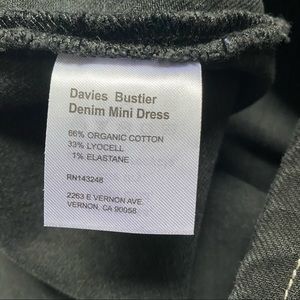 Davies Bustier
Denim Mini Dress
66% ORGANIC COTTON
33% LYOCELL
1% ELASTANE
RN143248
2263 E VERNON AVE.
VERNON, CA 90058